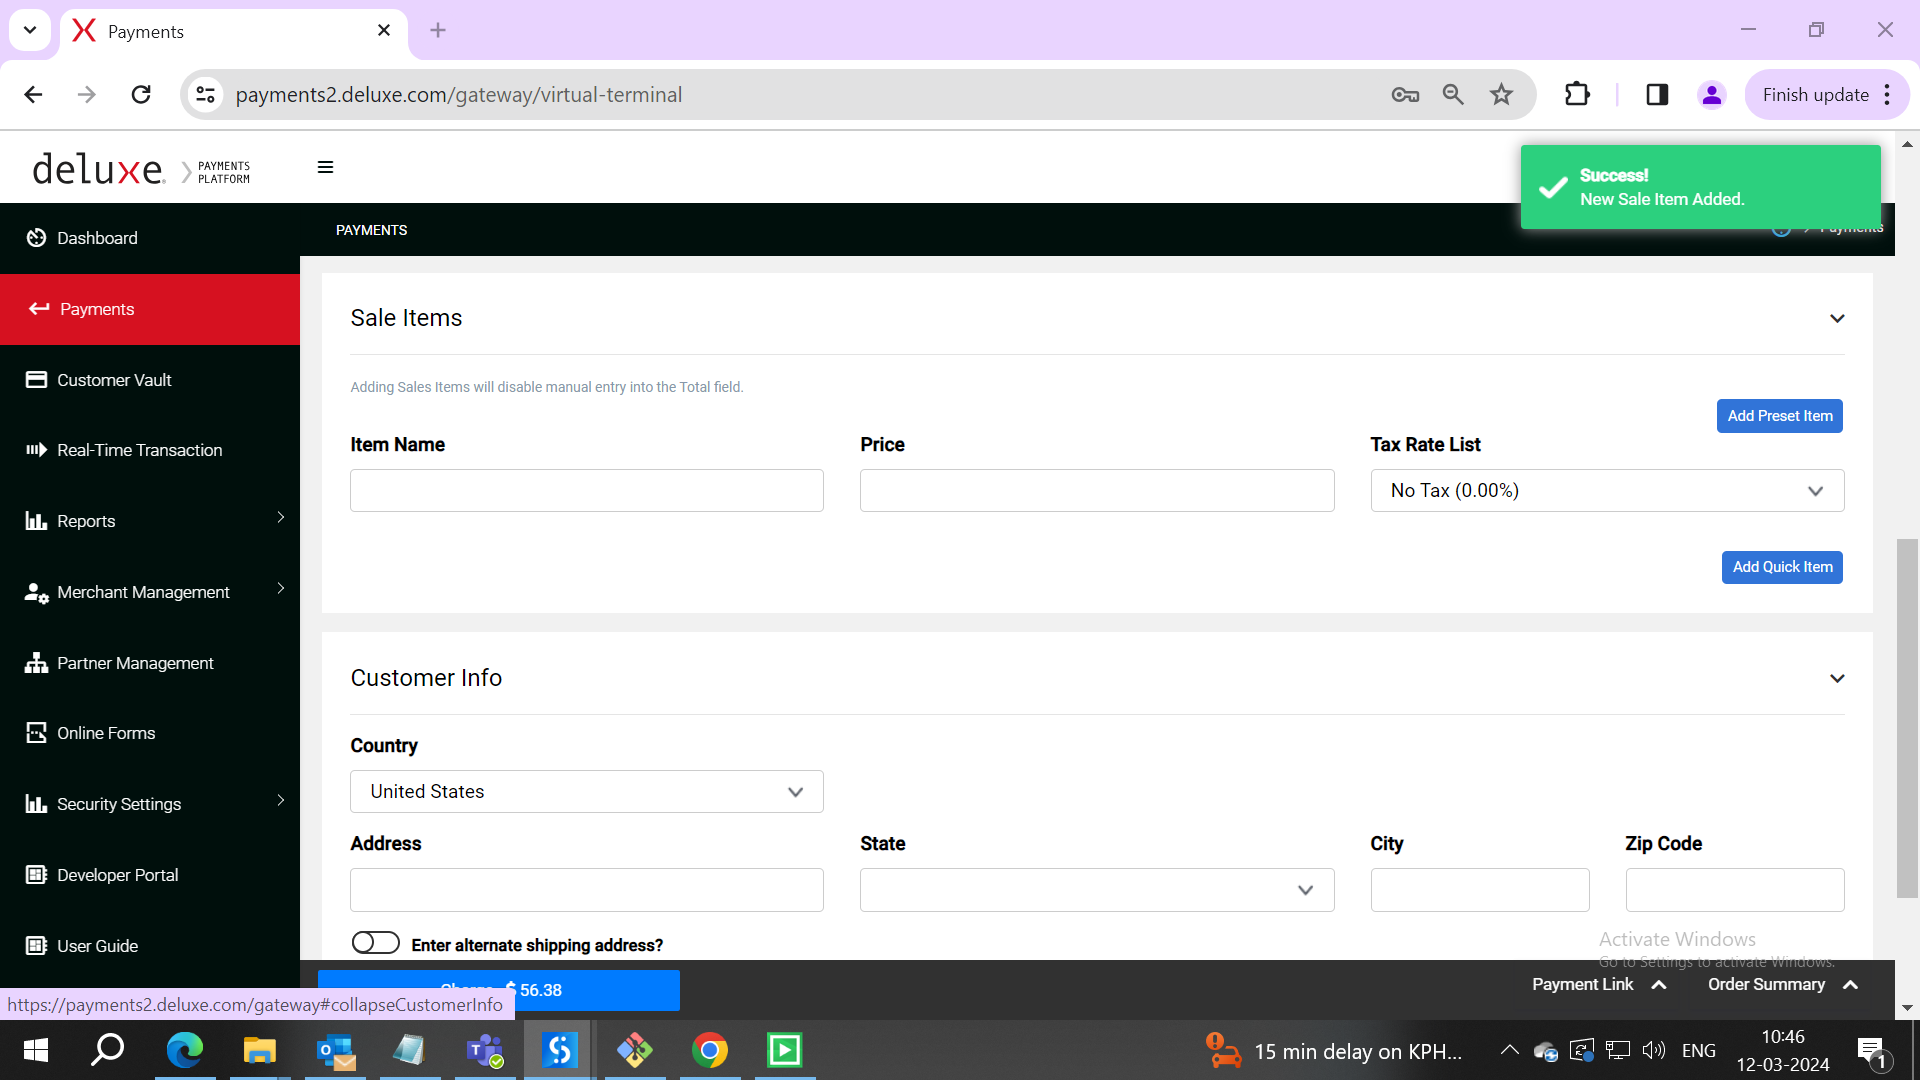 Payments
payments2.deluxe.com/gateway/virtual-terminal
Finish update
deluxe. PAYMENTS
PLATFORM
Success!
New Sale Item Added.
Dashboard
PAYMENTS
Payments
Payments
Customer Vault
Real-Time Transaction
Reports
Merchant Management
Partner Management
Online Forms
Security Settings
Developer Portal
User Guide
Sale Items
Adding Sales Items will disable manual entry into the Total field.
Add Preset Item
Item Name Price Tax Rate List
No Tax (0.00%)
Add Quick Item
Customer Info
Country
United States
Address State City Zip Code
Enter alternate shipping address?
Activate Windows
Go to Settings to activate Windows.
Charge $ 56.38
Payment Link Order Summary
https://payments2.deluxe.com/gateway#collapseCustomerInfo
15 min delay on KPH...
ENG
10:46
12-03-2024
1